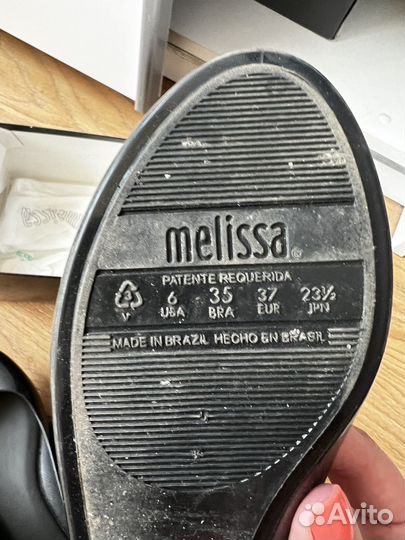 melissa
PATENTE REQUERIDA
3 V 6 USA 35 BRA 37 EUR 23½ JPN
MADE IN BRAZIL HECHO EN BRASIL
Avito